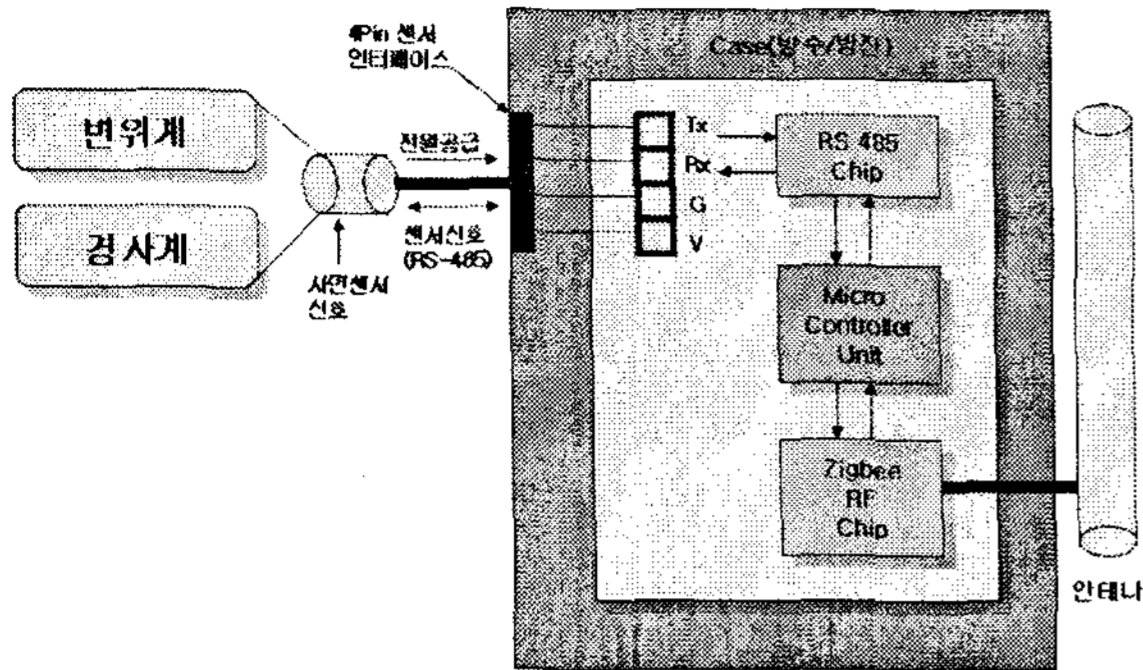 4Pin 센서
인터페이스
Case(방수/방진)
변위계
경사계
전원공급
센서신호
(RS-485)
사면센서
신호
Tx
Rx
G
V
RS 485
Chip
Micro
Controller
Unit
Zigbee
RF
Chip
안테나